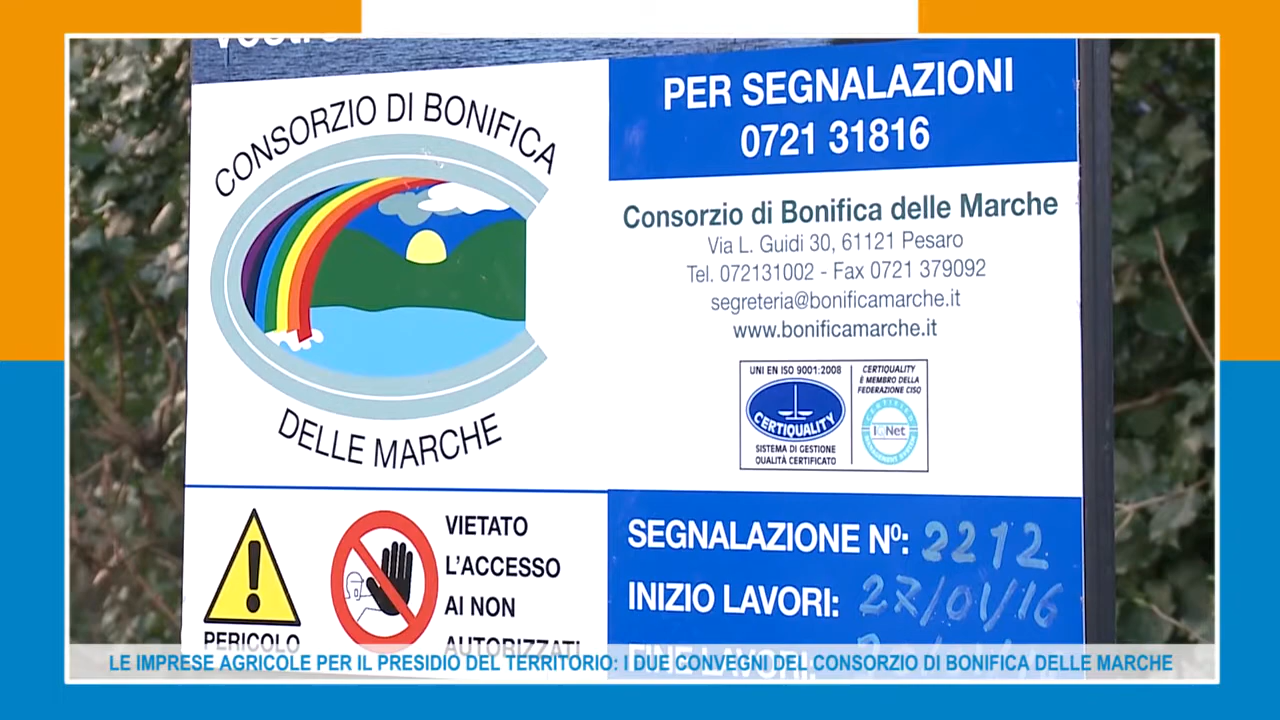 CONSORZIO DI BONIFICA
DELLE MARCHE
PER SEGNALAZIONI
0721 31816
Consorzio di Bonifica delle Marche
Via L. Guidi 30, 61121 Pesaro
Tel. 072131002 - Fax 0721 379092
segreteria@bonificamarche.it
www.bonificamarche.it
UNI EN ISO 9001:2008
CERTIQUALITY
SISTEMA DI GESTIONE
QUALITÀ CERTIFICATO
CERTIQUALITY
È MEMBRO DELLA
FEDERAZIONE CISQ
IQNet
PERICOLO
VIETATO
L'ACCESSO
AI NON
AUTORIZZATI
SEGNALAZIONE Nº: 2212
INIZIO LAVORI: 27/01/16
FINE LAVORI:
LE IMPRESE AGRICOLE PER IL PRESIDIO DEL TERRITORIO: I DUE CONVEGNI DEL CONSORZIO DI BONIFICA DELLE MARCHE